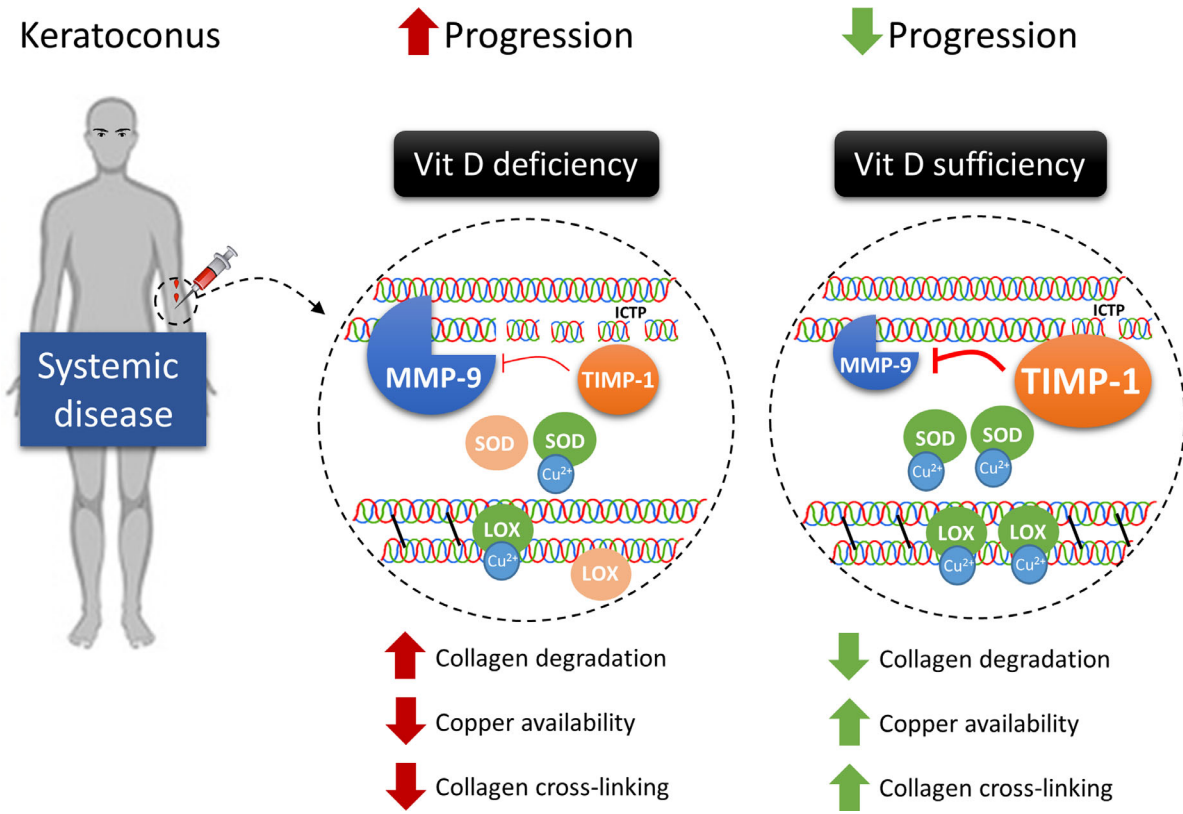 Keratoconus
Progression
Progression
Vit D deficiency
Vit D sufficiency
Systemic
disease
ICTP
MMP-9
TIMP-1
SOD
SOD
Cu²⁺
LOX
Cu²⁺
LOX
ICTP
MMP-9
TIMP-1
SOD
SOD
Cu²⁺
Cu²⁺
LOX
LOX
Cu²⁺
Cu²⁺
Collagen degradation
Copper availability
Collagen cross-linking
Collagen degradation
Copper availability
Collagen cross-linking